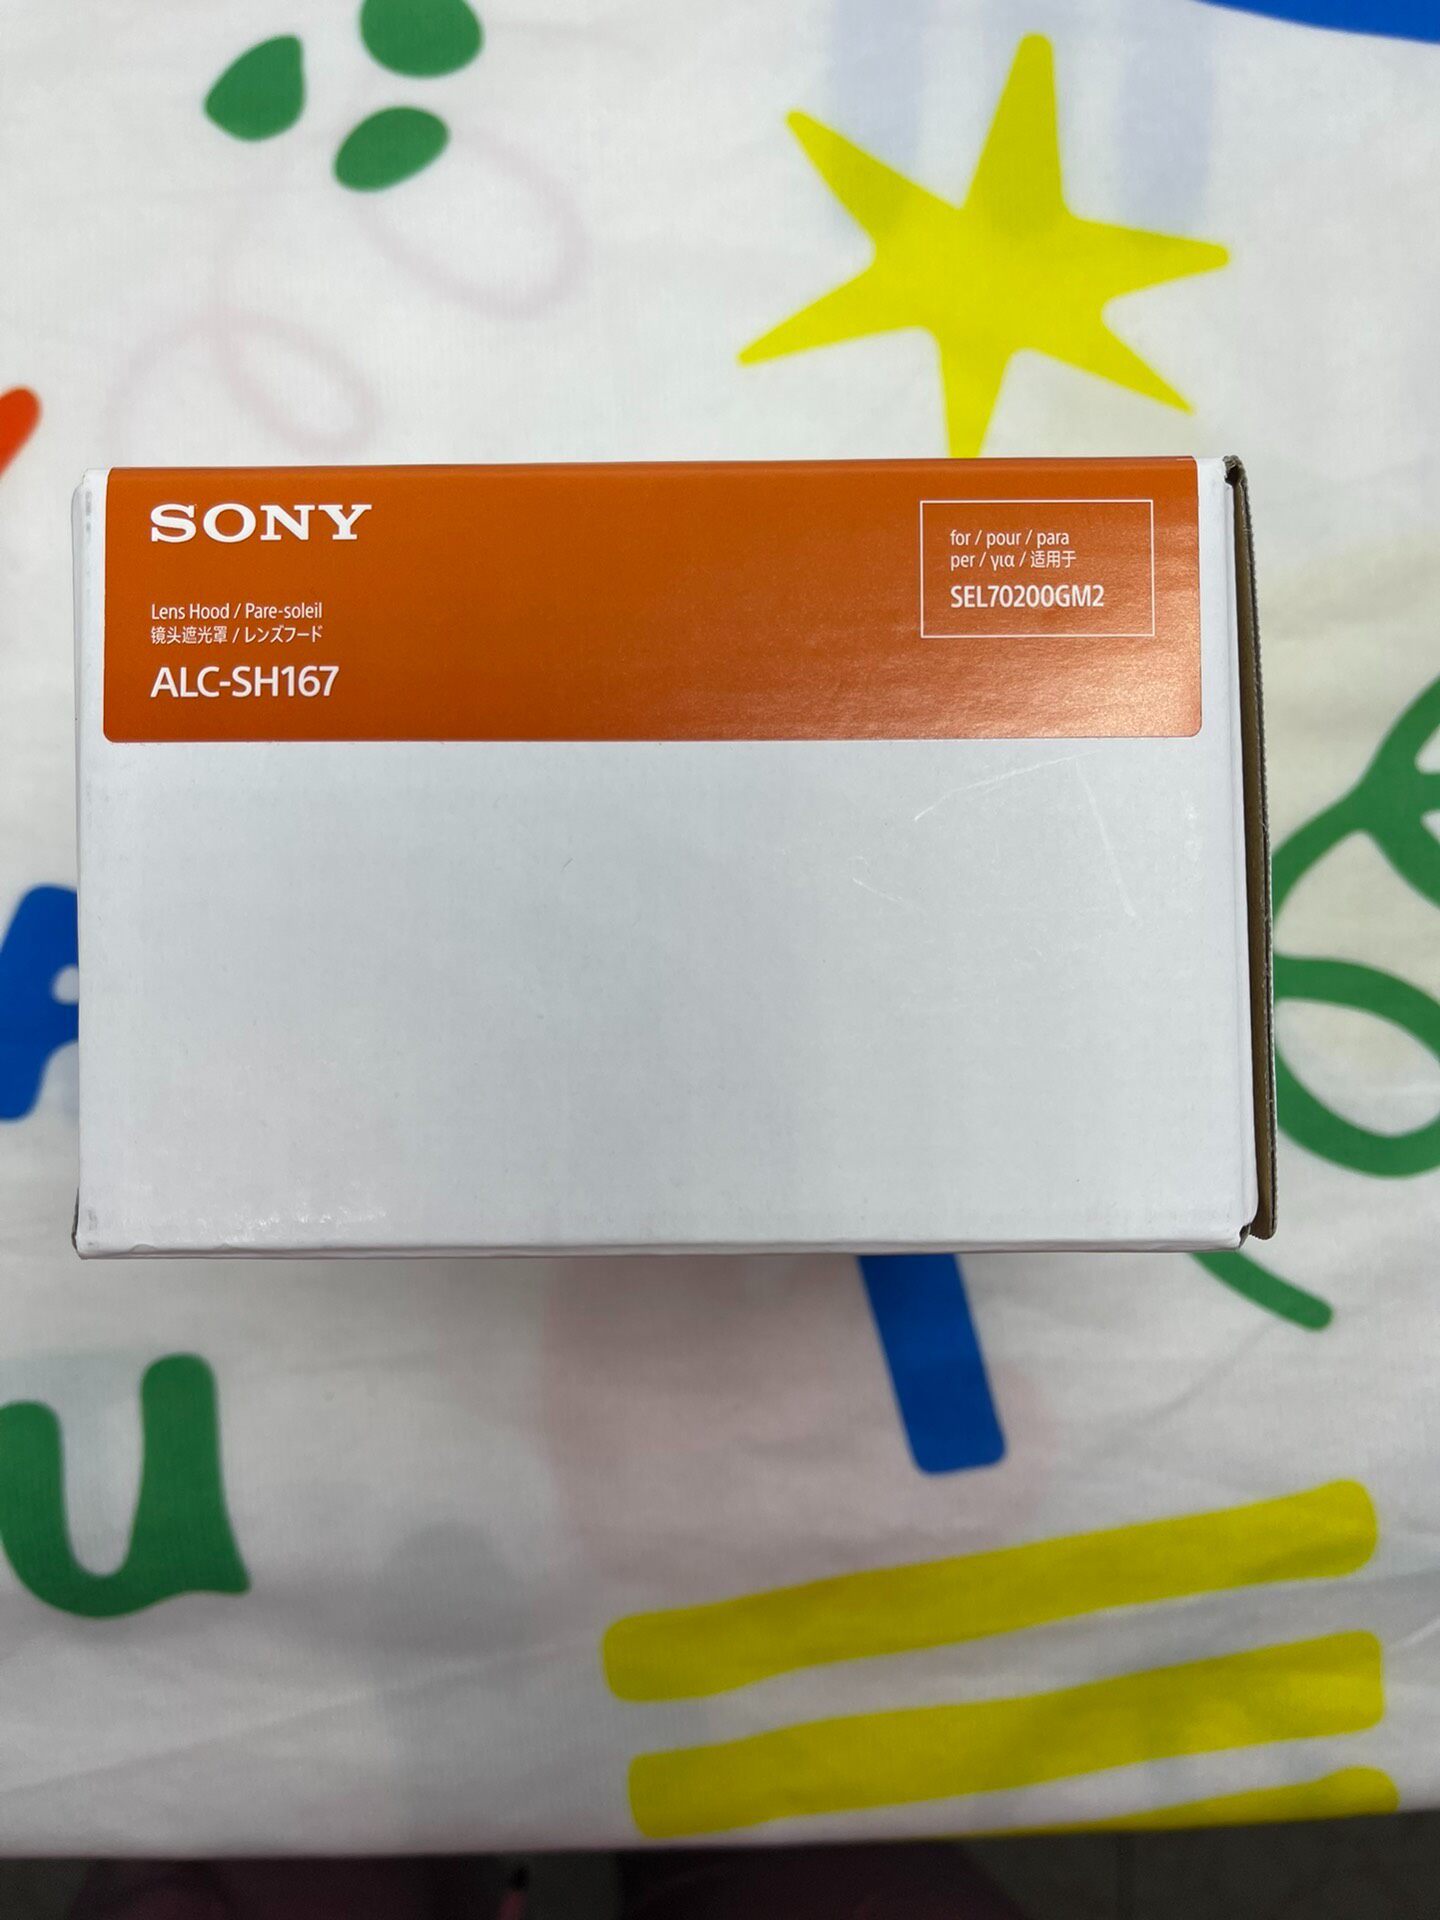 SONY
Lens Hood / Pare-soleil
镜头遮光罩 / レンズフード
ALC-SH167
for / pour / para
per / για / 适用于
SEL70200GM2